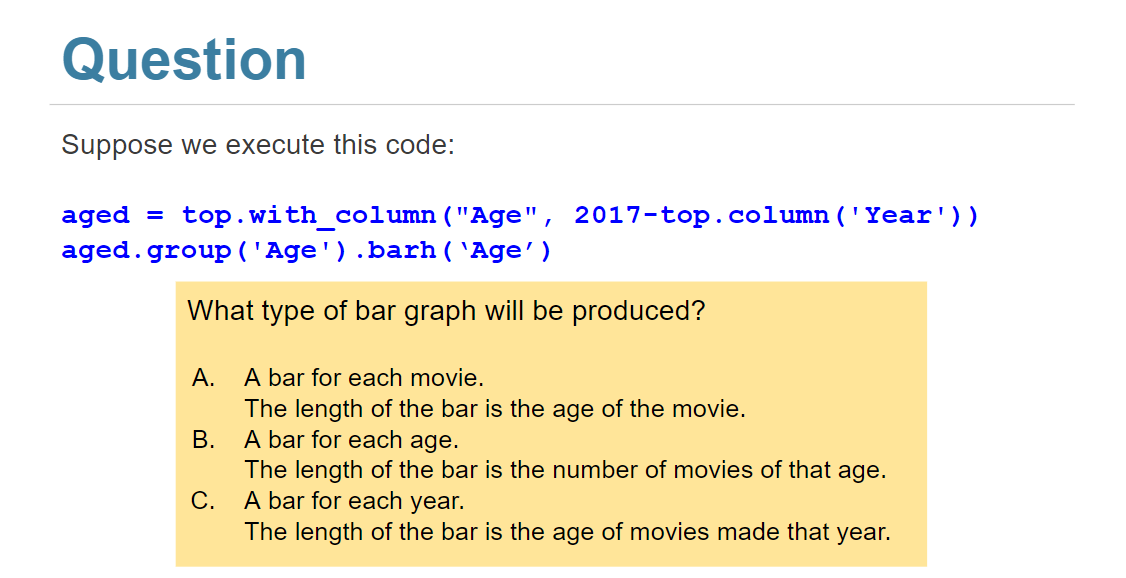 Question
Suppose we execute this code:
aged = top.with_column("Age", 2017-top.column('Year'))
aged.group('Age').barh(‘Age’)
What type of bar graph will be produced?
A. A bar for each movie.
The length of the bar is the age of the movie.
B. A bar for each age.
The length of the bar is the number of movies of that age.
C. A bar for each year.
The length of the bar is the age of movies made that year.